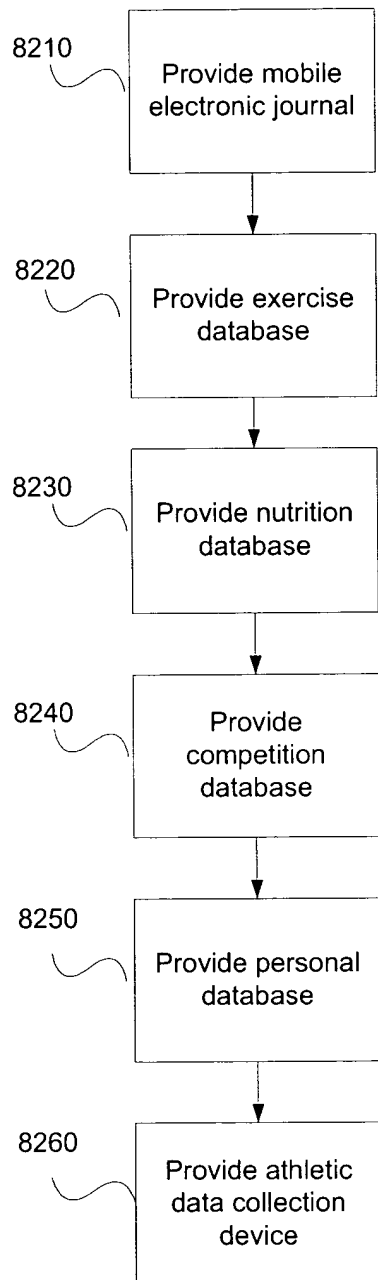 8210
Provide mobile
electronic journal
8220
Provide exercise
database
8230
Provide nutrition
database
8240
Provide
competition
database
8250
Provide personal
database
8260
Provide athletic
data collection
device